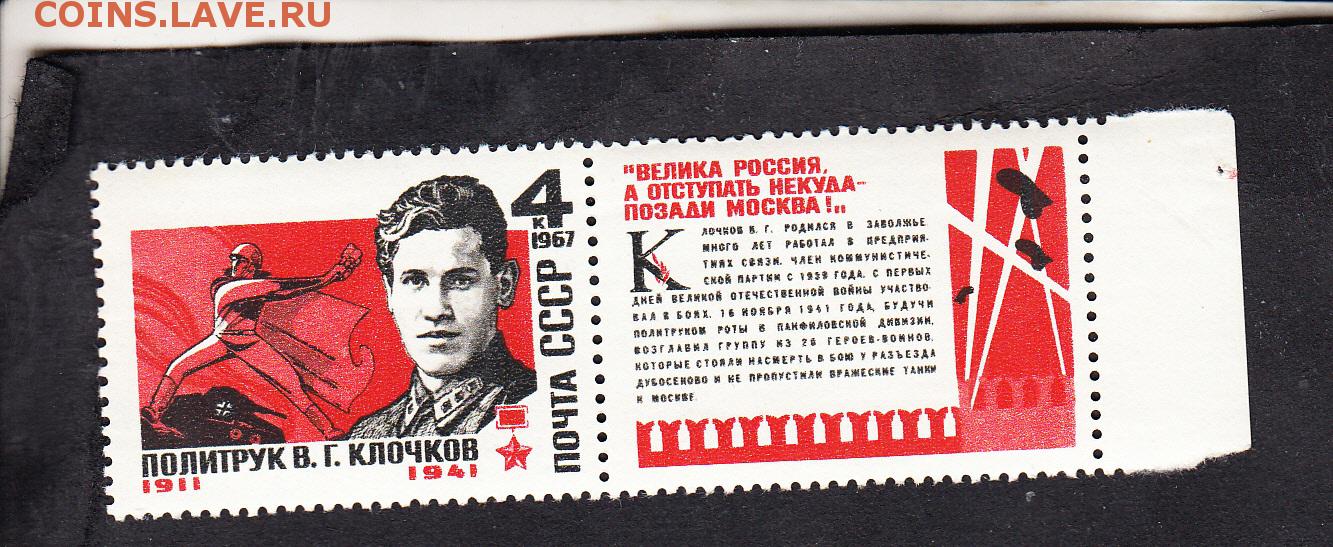 COINS.LAVE.RU
4
К
1967
ПОЧТА СССР
ПОЛИТРУК В. Г. КЛОЧКОВ
1911
1941
"ВЕЛИКА РОССИЯ,
А ОТСТУПАТЬ НЕКУДА-
ПОЗАДИ МОСКВА!„
КЛОЧКОВ В. Г. РОДИЛСЯ В ЗАВОЛЖЬЕ
МНОГО ЛЕТ РАБОТАЛ В ПРЕДПРИЯ-
ТИЯХ СВЯЗИ. ЧЛЕН КОММУНИСТИЧЕ-
СКОЙ ПАРТИИ С 1939 ГОДА. С ПЕРВЫХ
ДНЕЙ ВЕЛИКОЙ ОТЕЧЕСТВЕННОЙ ВОЙНЫ УЧАСТВО-
ВАЛ В БОЯХ. 16 НОЯБРЯ 1941 ГОДА, БУДУЧИ
ПОЛИТРУКОМ РОТЫ В ПАНФИЛОВСКОЙ ДИВИЗИИ,
ВОЗГЛАВИЛ ГРУППУ ИЗ 28 ГЕРОЕВ-ВОИНОВ,
КОТОРЫЕ СТОЯЛИ НАСМЕРТЬ В БОЮ У РАЗЪЕЗДА
ДУБОСЕКОВО И НЕ ПРОПУСТИЛИ ВРАЖЕСКИЕ ТАНКИ
К МОСКВЕ.